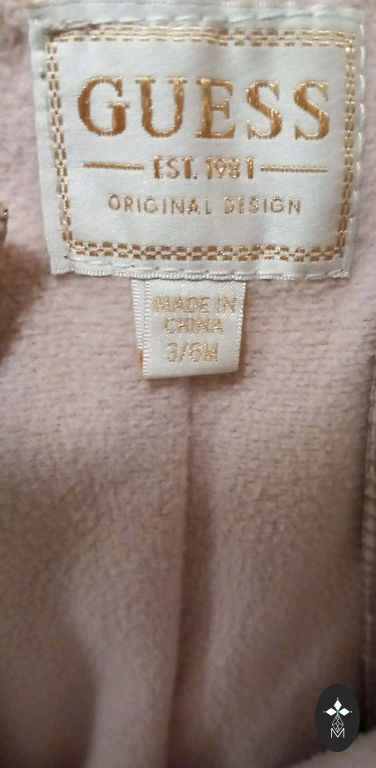 GUESS
EST. 1981
ORIGINAL DESIGN
MADE IN
CHINA
3/6M
M